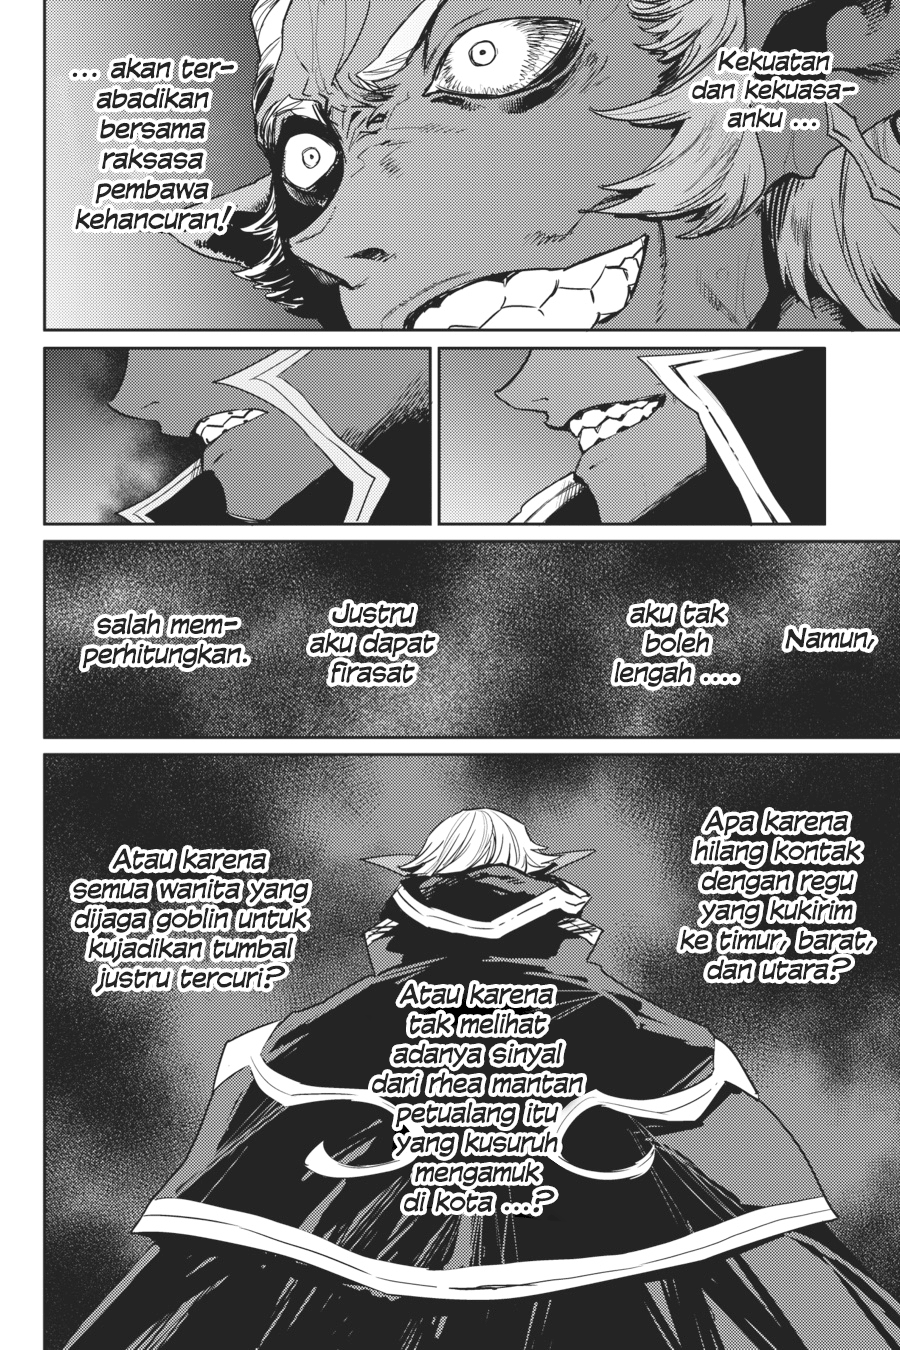 Kekuatan
dan kekuasa-
anku ...
... akan ter-
abadikan
bersama
raksasa
pembawa
kehancuran!
Namun,
aku tak
boleh
lengah ....
Justru
aku dapat
firasat
salah mem-
perhitungkan.
Apa karena
hilang kontak
dengan regu
yang kukirim
ke timur, barat,
dan utara?
Atau karena
tak melihat
adanya sinyal
dari rhea mantan
petualang itu
yang kusuruh
mengamuk
di kota ...?
Atau karena
semua wanita yang
dijaga goblin untuk
kujadikan tumbal
justru tercuri?